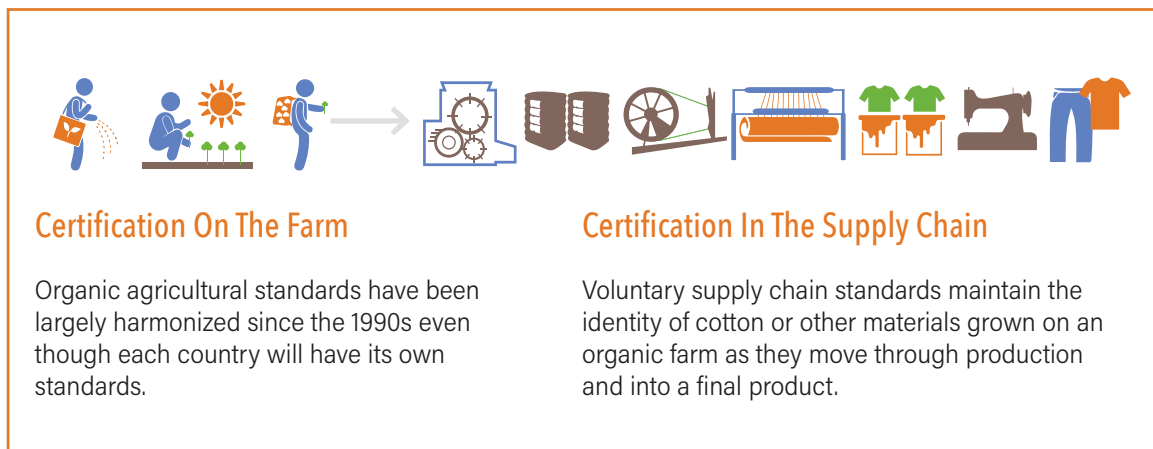 Certification On The Farm
Organic agricultural standards have been
largely harmonized since the 1990s even
though each country will have its own
standards.
Certification In The Supply Chain
Voluntary supply chain standards maintain the
identity of cotton or other materials grown on an
organic farm as they move through production
and into a final product.